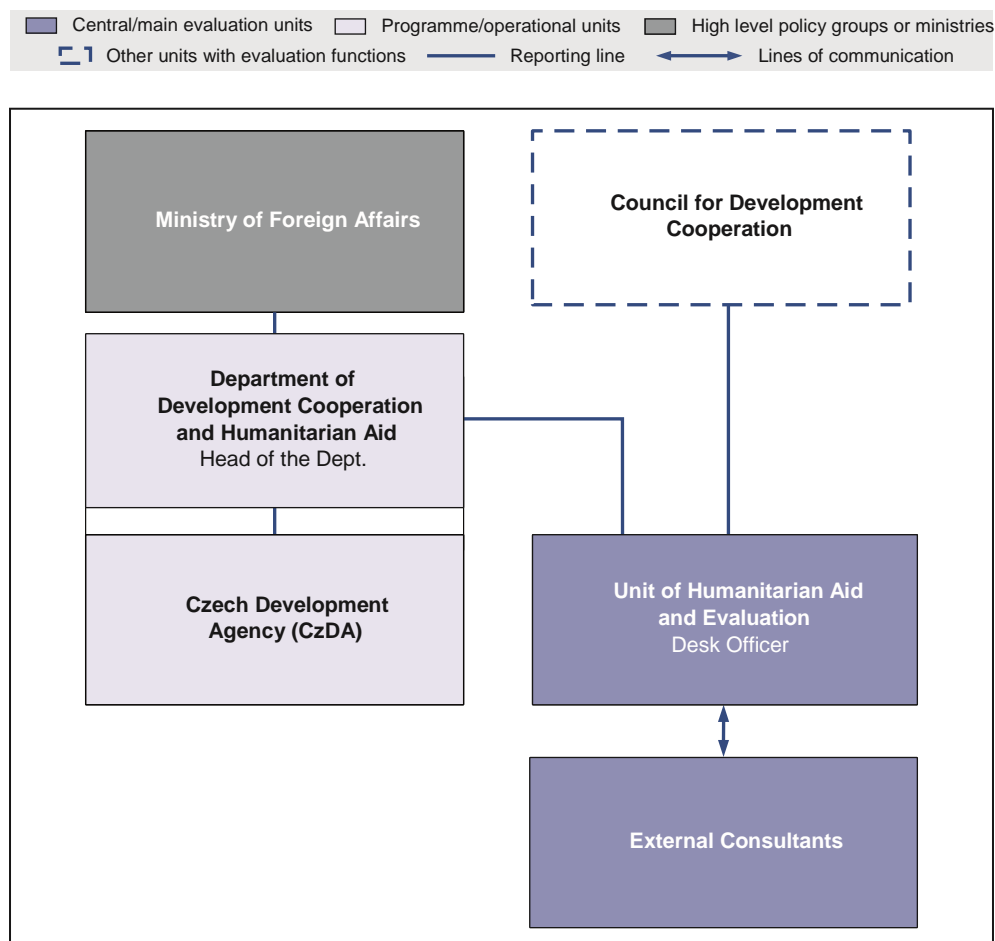 Central/main evaluation units Programme/operational units High level policy groups or ministries
Other units with evaluation functions Reporting line Lines of communication
Ministry of Foreign Affairs
Council for Development
Cooperation
Department of
Development Cooperation
and Humanitarian Aid
Head of the Dept.
Czech Development
Agency (CzDA)
Unit of Humanitarian Aid
and Evaluation
Desk Officer
External Consultants